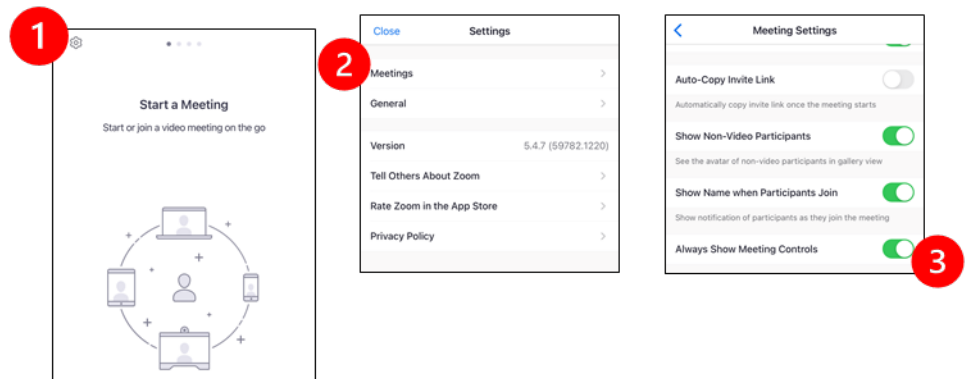 1
Start a Meeting
Start or join a video meeting on the go
2
Close Settings
Meetings
General
Version 5.4.7 (59782.1220)
Tell Others About Zoom
Rate Zoom in the App Store
Privacy Policy
Meeting Settings
Auto-Copy Invite Link
Automatically copy invite link once the meeting starts
Show Non-Video Participants
See the avatar of non-video participants in gallery view
Show Name when Participants Join
Show notification of participants as they join the meeting
Always Show Meeting Controls
3